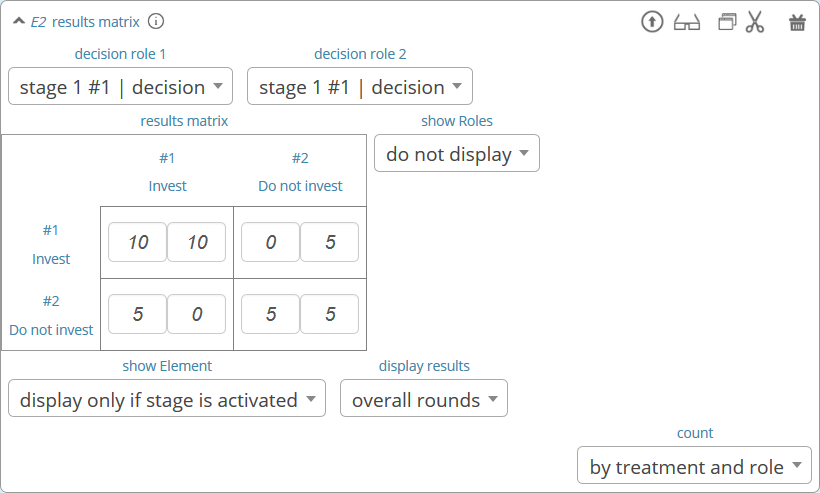 E2 results matrix
decision role 1 decision role 2
stage 1 #1 | decision stage 1 #1 | decision
results matrix show Roles
do not display
#1 #2
Invest Do not invest
#1
Invest
10 10 0 5
#2
Do not invest
5 0 5 5
show Element display results
display only if stage is activated overall rounds
count
by treatment and role